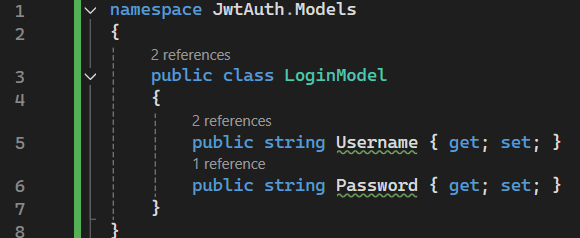 1 namespace JwtAuth.Models
2 {
2 references
3 public class LoginModel
4 {
2 references
5 public string Username { get; set; }
1 reference
6 public string Password { get; set; }
7 }
8 }